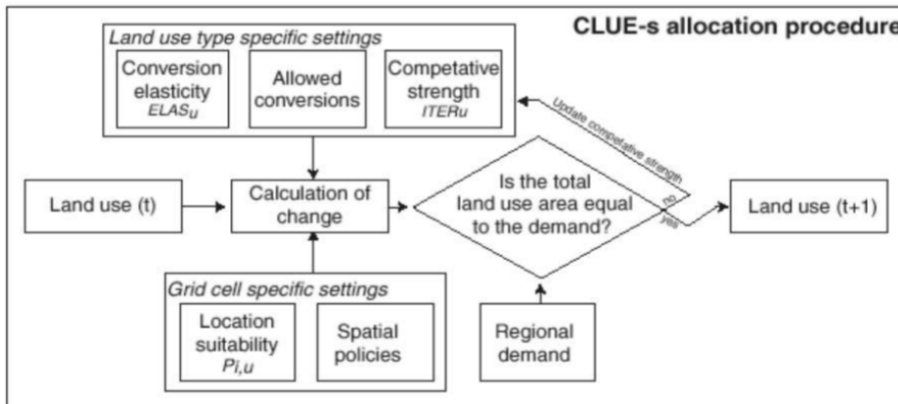 CLUE-s allocation procedure
Land use type specific settings
Conversion
elasticity
ELASu
Allowed
conversions
Competative
strength
ITERu
Update competative strength
Land use (t)
Calculation of
change
Is the total
land use area equal
to the demand?
no
yes
Land use (t+1)
Grid cell specific settings
Location
suitability
Pi,u
Spatial
policies
Regional
demand